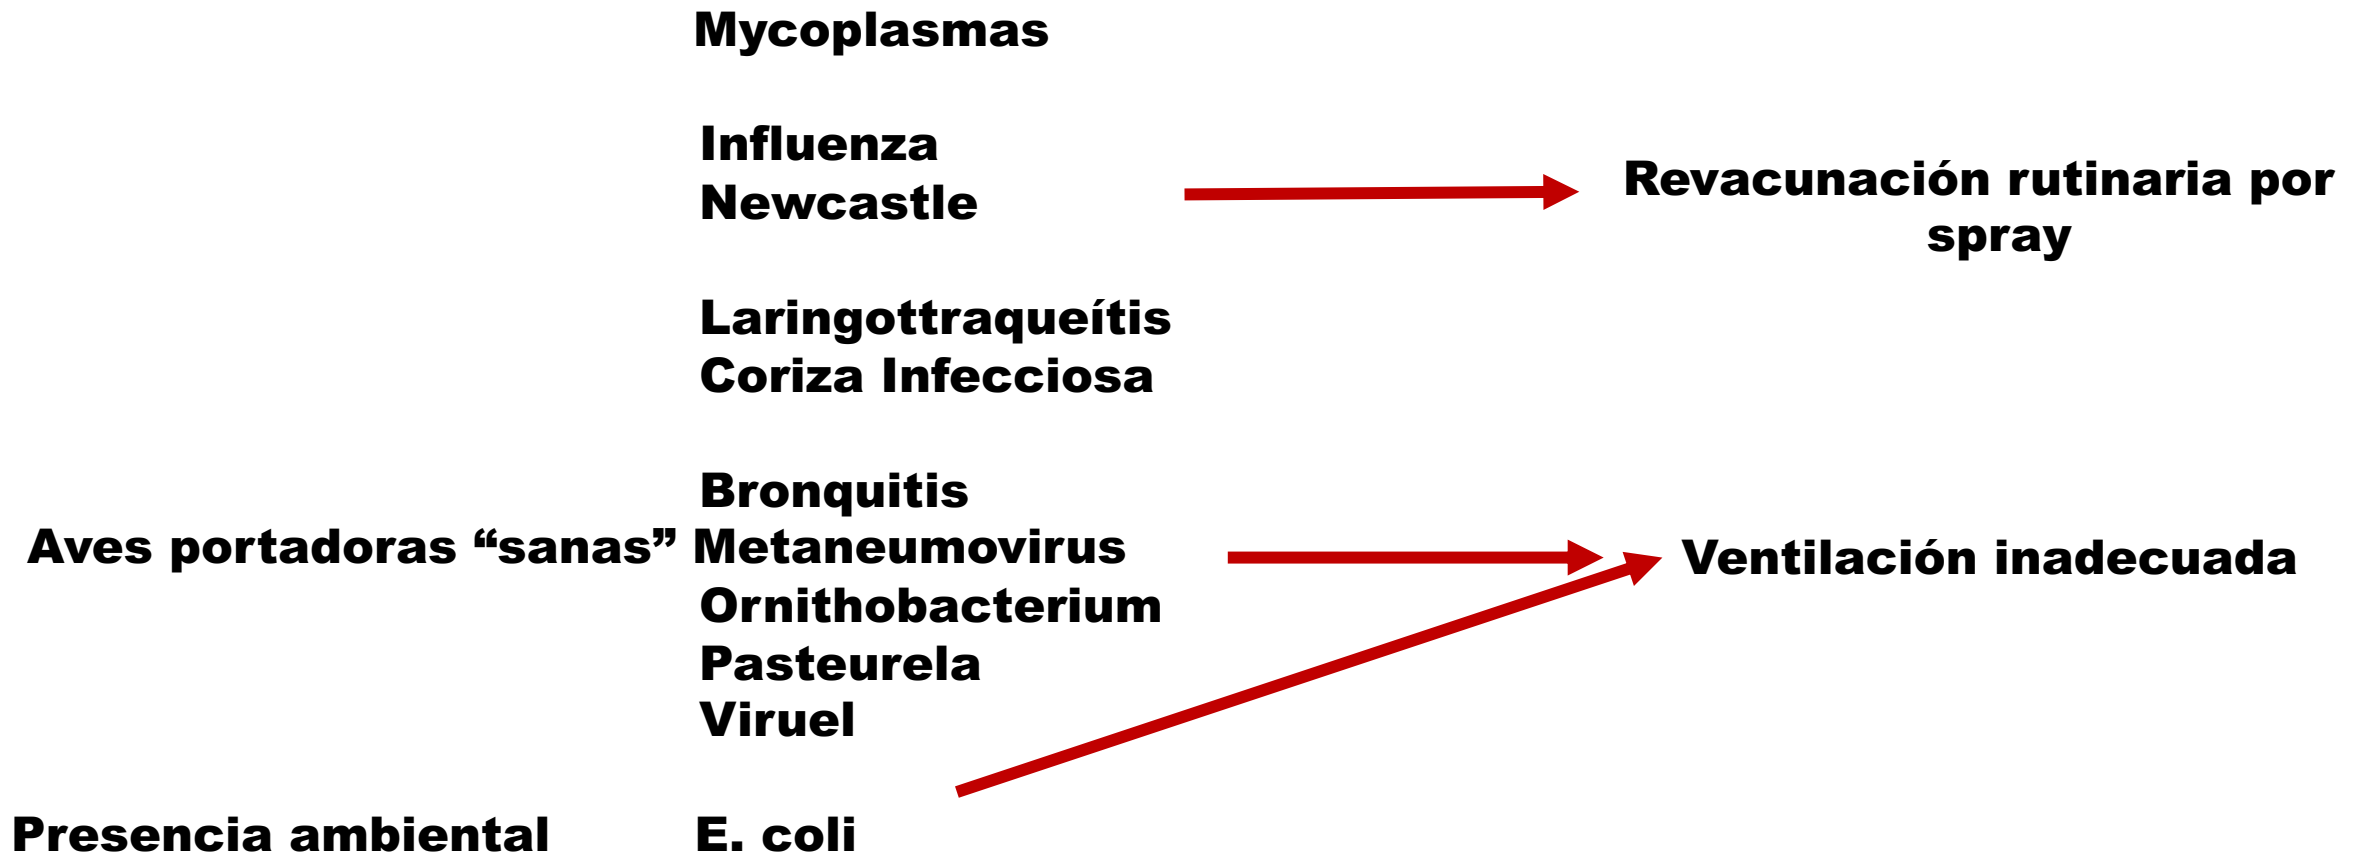 Mycoplasmas
Influenza
Newcastle
Revacunación rutinaria por
spray
Laringottraqueítis
Coriza Infecciosa
Bronquitis
Aves portadoras “sanas” Metaneumovirus
Ventilación inadecuada
Ornithobacterium
Pasteurela
Viruel
Presencia ambiental E. coli